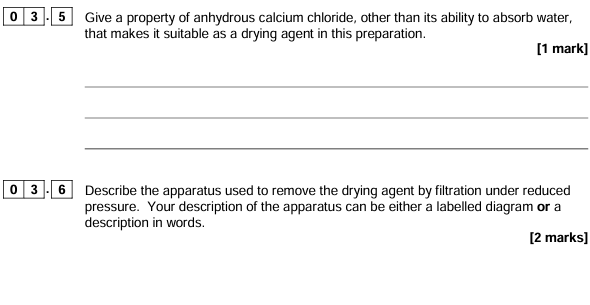 0 3 . 5 Give a property of anhydrous calcium chloride, other than its ability to absorb water,
that makes it suitable as a drying agent in this preparation.
[1 mark]
0 3 . 6 Describe the apparatus used to remove the drying agent by filtration under reduced
pressure. Your description of the apparatus can be either a labelled diagram or a
description in words.
[2 marks]